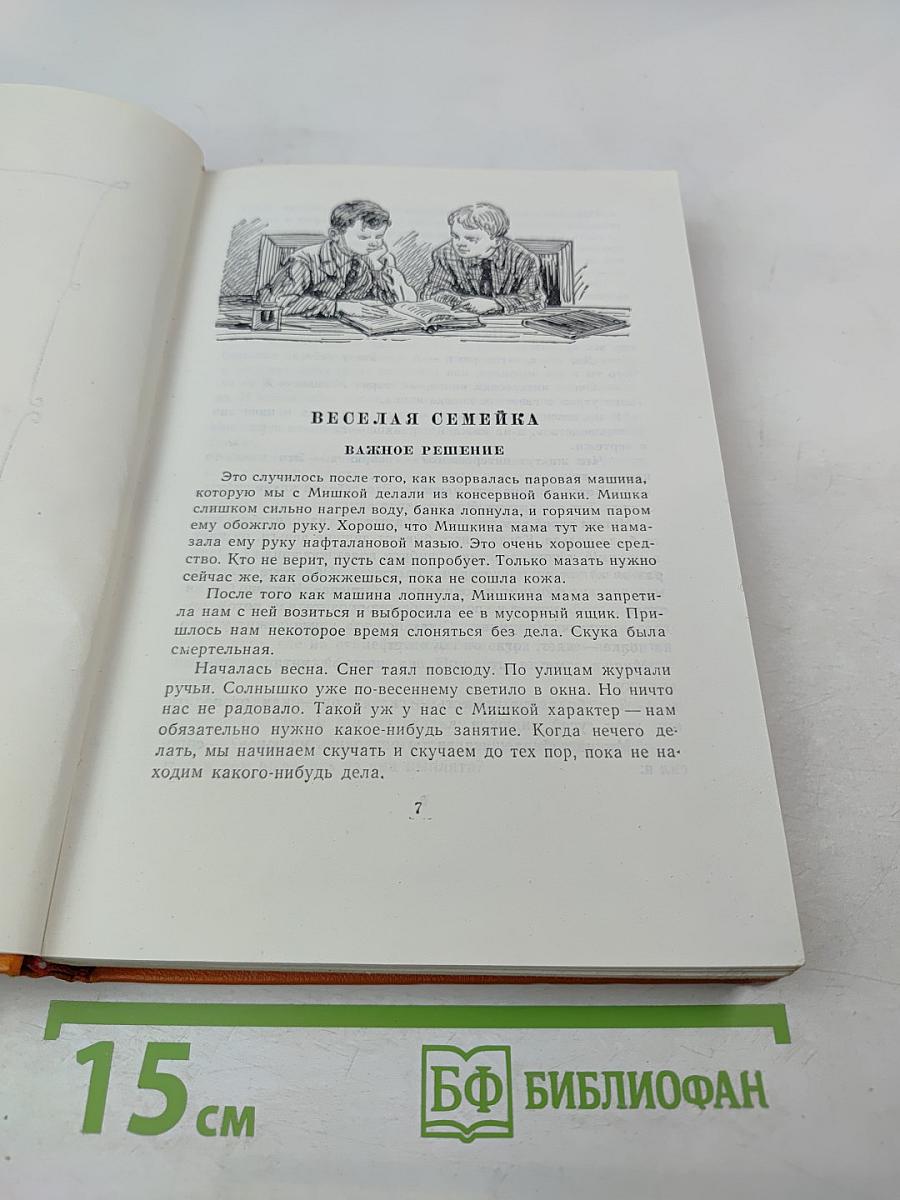 ВЕСЕЛАЯ СЕМЕЙКА
ВАЖНОЕ РЕШЕНИЕ
Это случилось после того, как взорвалась паровая машина,
которую мы с Мишкой делали из консервной банки. Мишка
слишком сильно нагрел воду, банка лопнула, и горячим паром
ему обожгло руку. Хорошо, что Мишкина мама тут же нама-
зала ему руку нафталановой мазью. Это очень хорошее сред-
ство. Кто не верит, пусть сам попробует. Только мазать нужно
сейчас же, как обожжешься, пока не сошла кожа.
После того как машина лопнула, Мишкина мама запрети-
ла нам с ней возиться и выбросила ее в мусорный ящик. При-
шлось нам некоторое время слоняться без дела. Скука была
смертельная.
Началась весна. Снег таял повсюду. По улицам журчали
ручьи. Солнышко уже по-весеннему светило в окна. Но ничто
нас не радовало. Такой уж у нас с Мишкой характер — нам
обязательно нужно какое-нибудь занятие. Когда нечего де-
лать, мы начинаем скучать и скучаем до тех пор, пока не на-
ходим какого-нибудь дела.
7
15 см
БФ БИБЛИОФАН